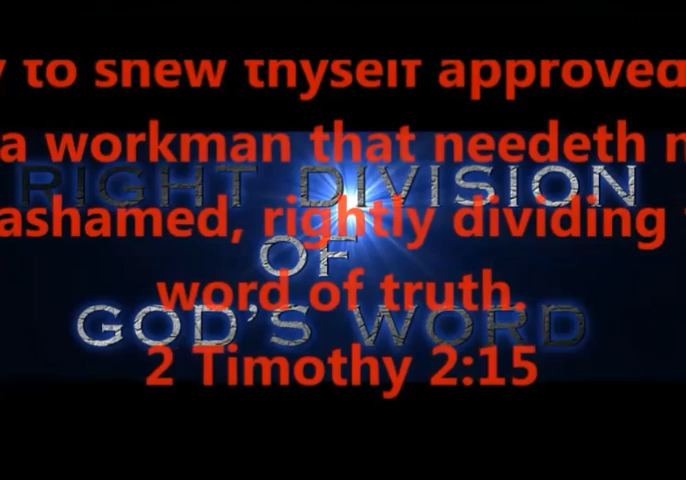 y to shew thyself approved
a workman that needeth n
RIGHT DIVISION
ashamed, rightly dividing
OF
word of truth.
GOD'S WORD
2 Timothy 2:15